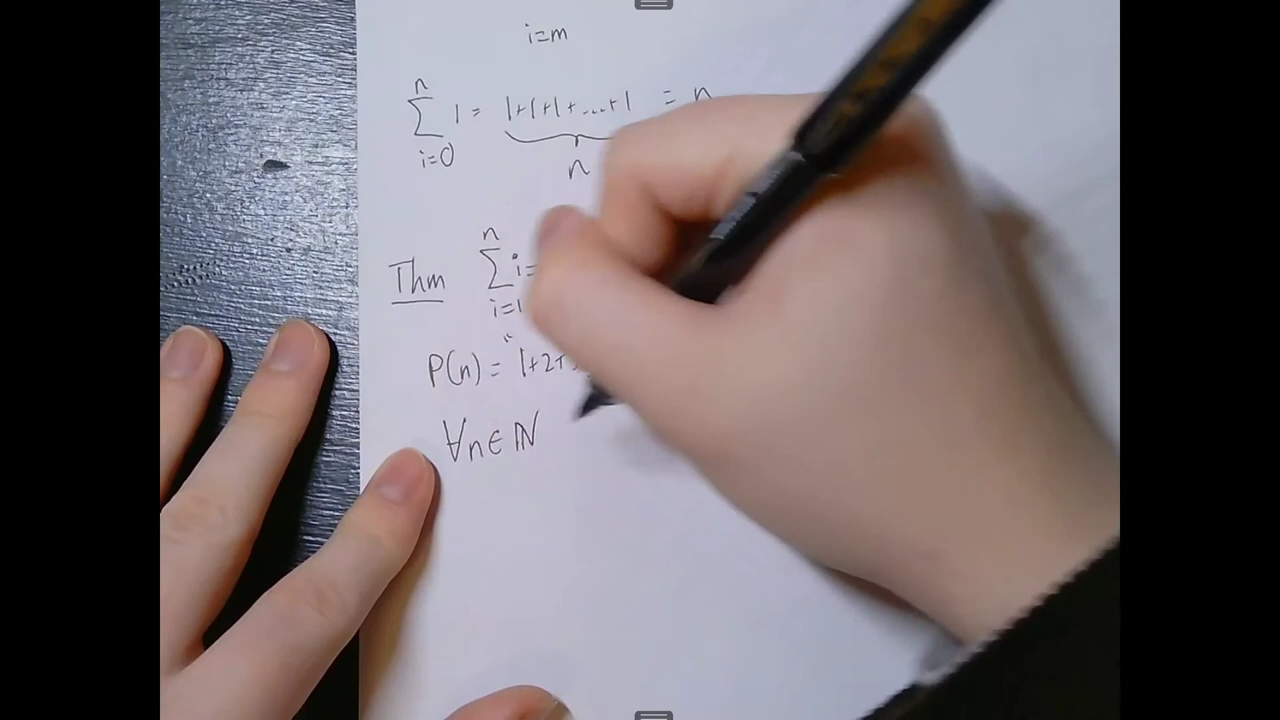 i=m
n
∑ 1 = 1+1+1+...+1 = n
i=0
n
n
Thm ∑ i=
i=1
P(n) = "1+2+
∀n∈ℕ